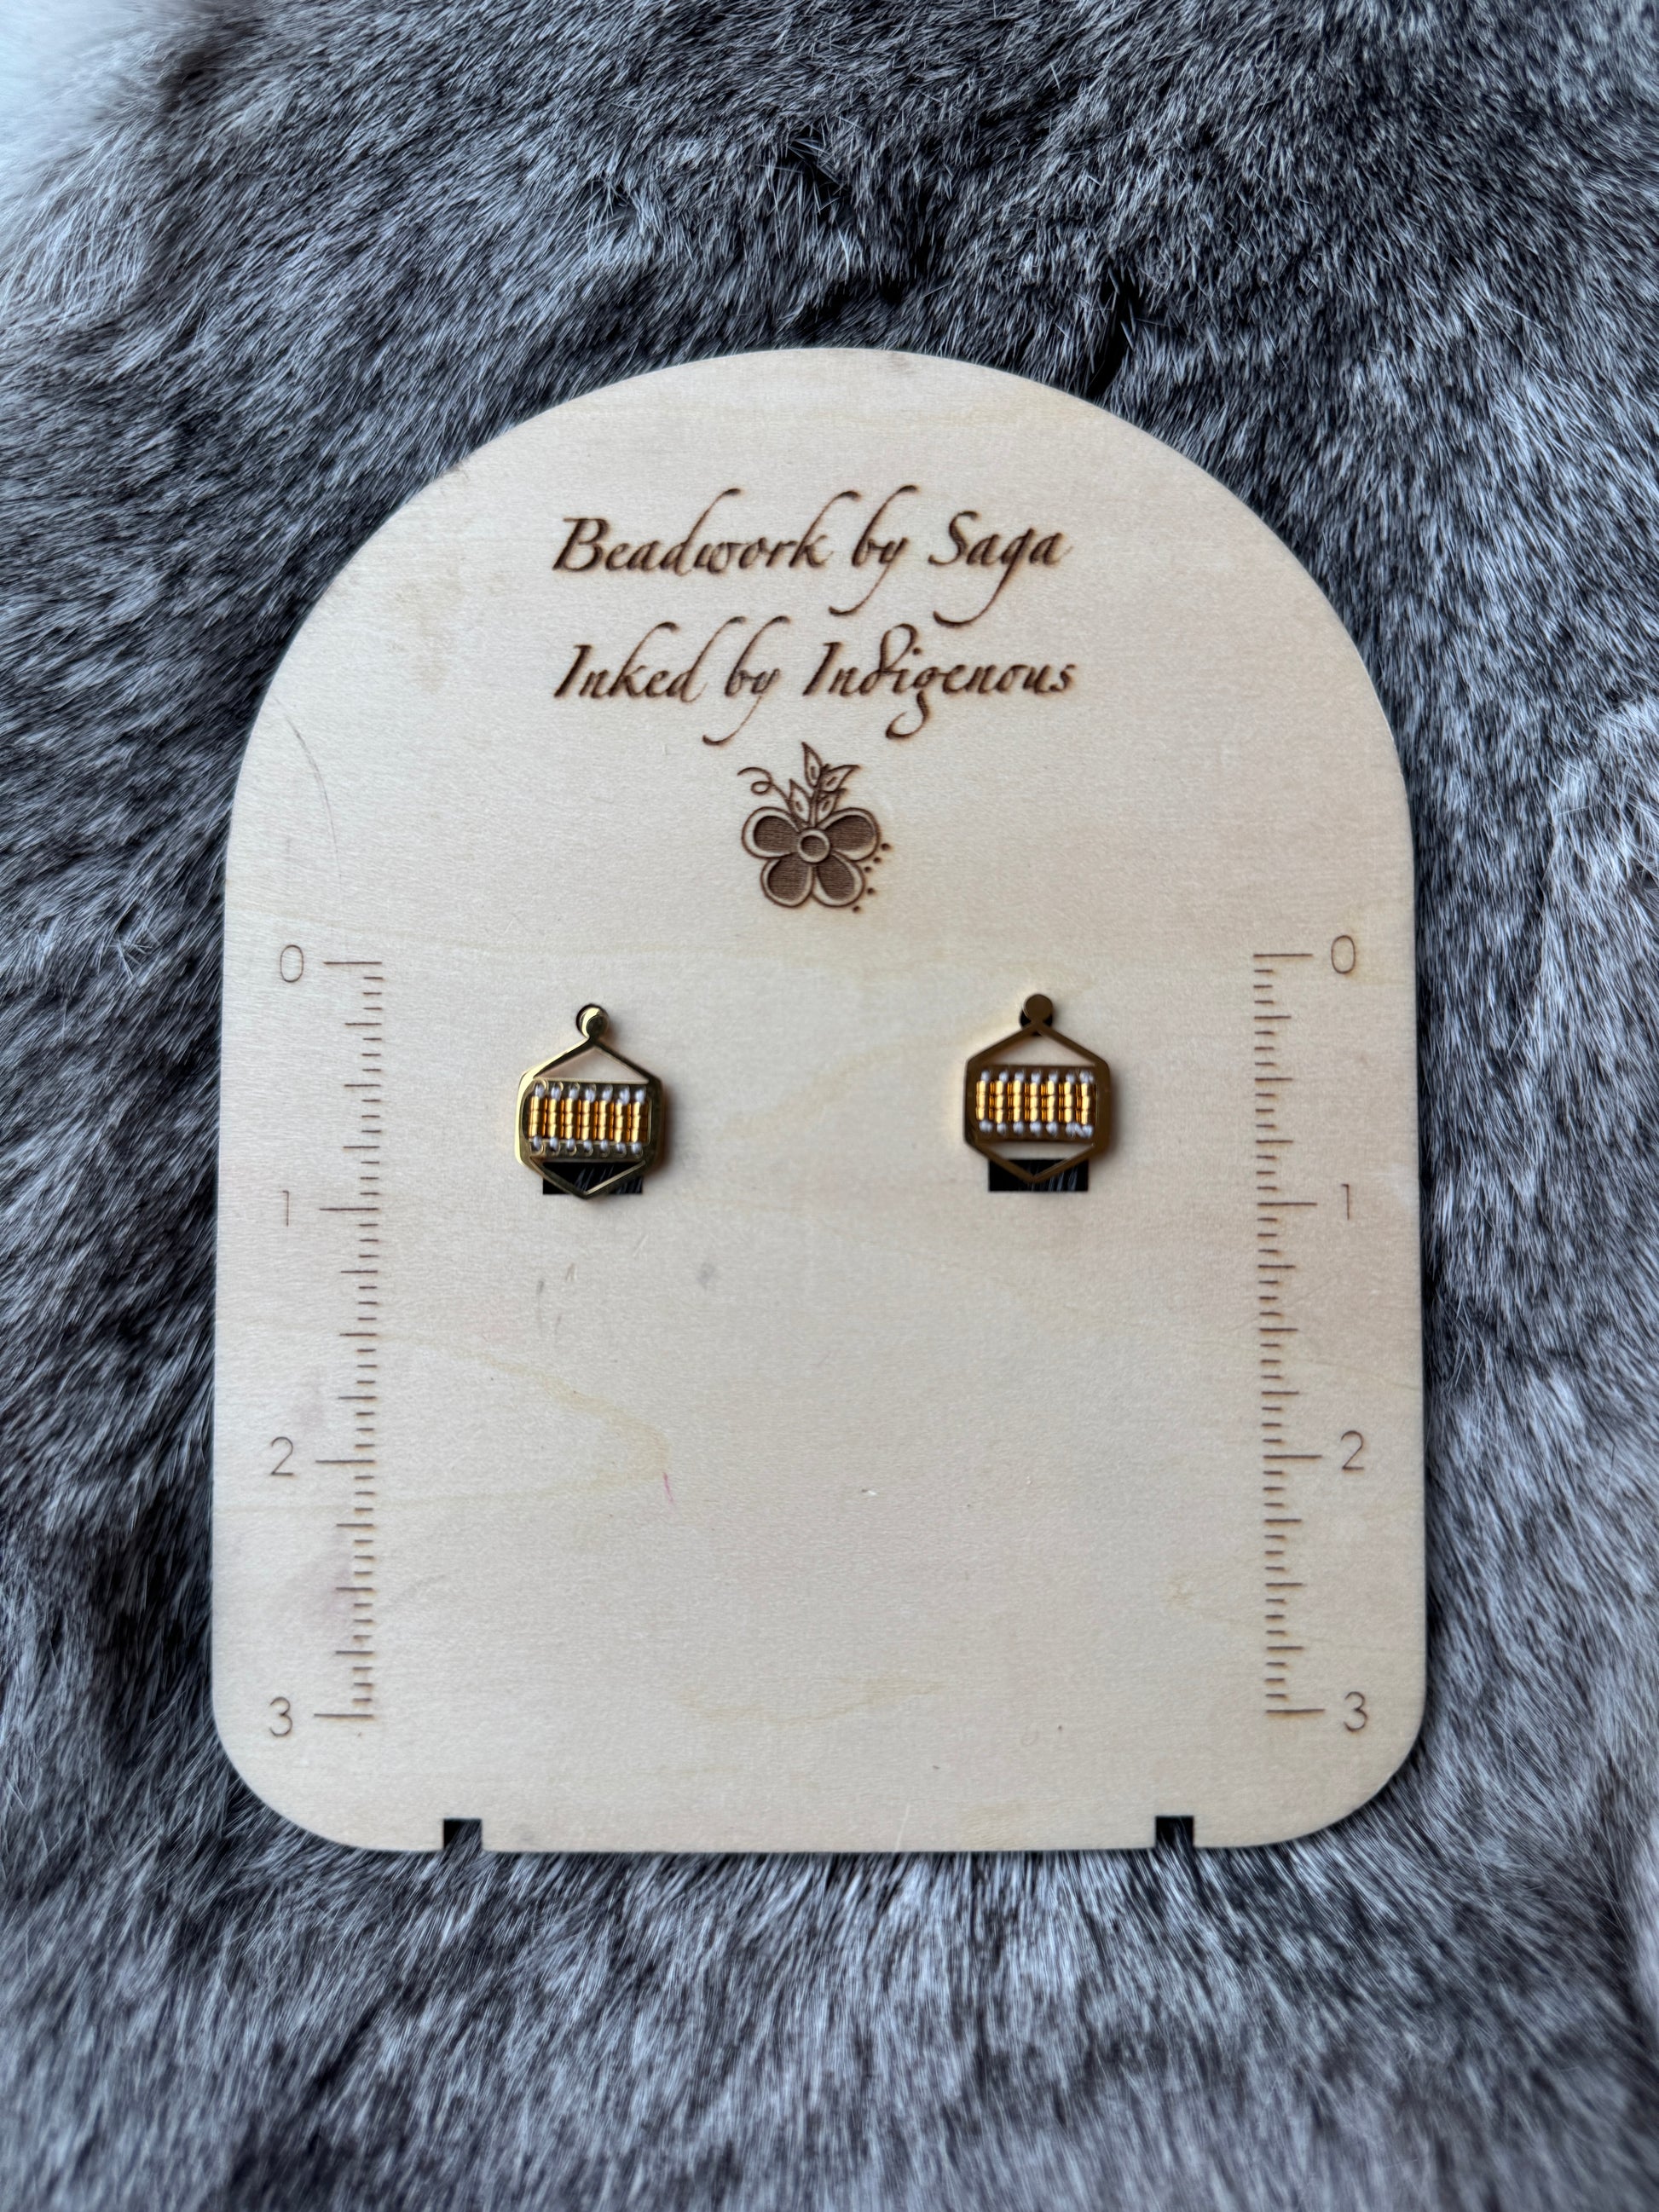 Beadwork by Saga
Inked by Indigenous
0 0
1 1
2 2
3 3